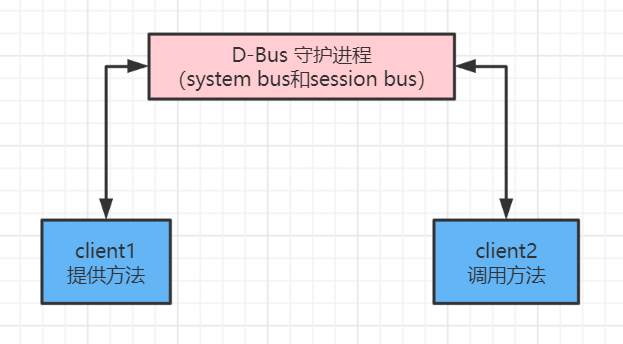 D-Bus 守护进程
（system bus和session bus）
client1
提供方法
client2
调用方法